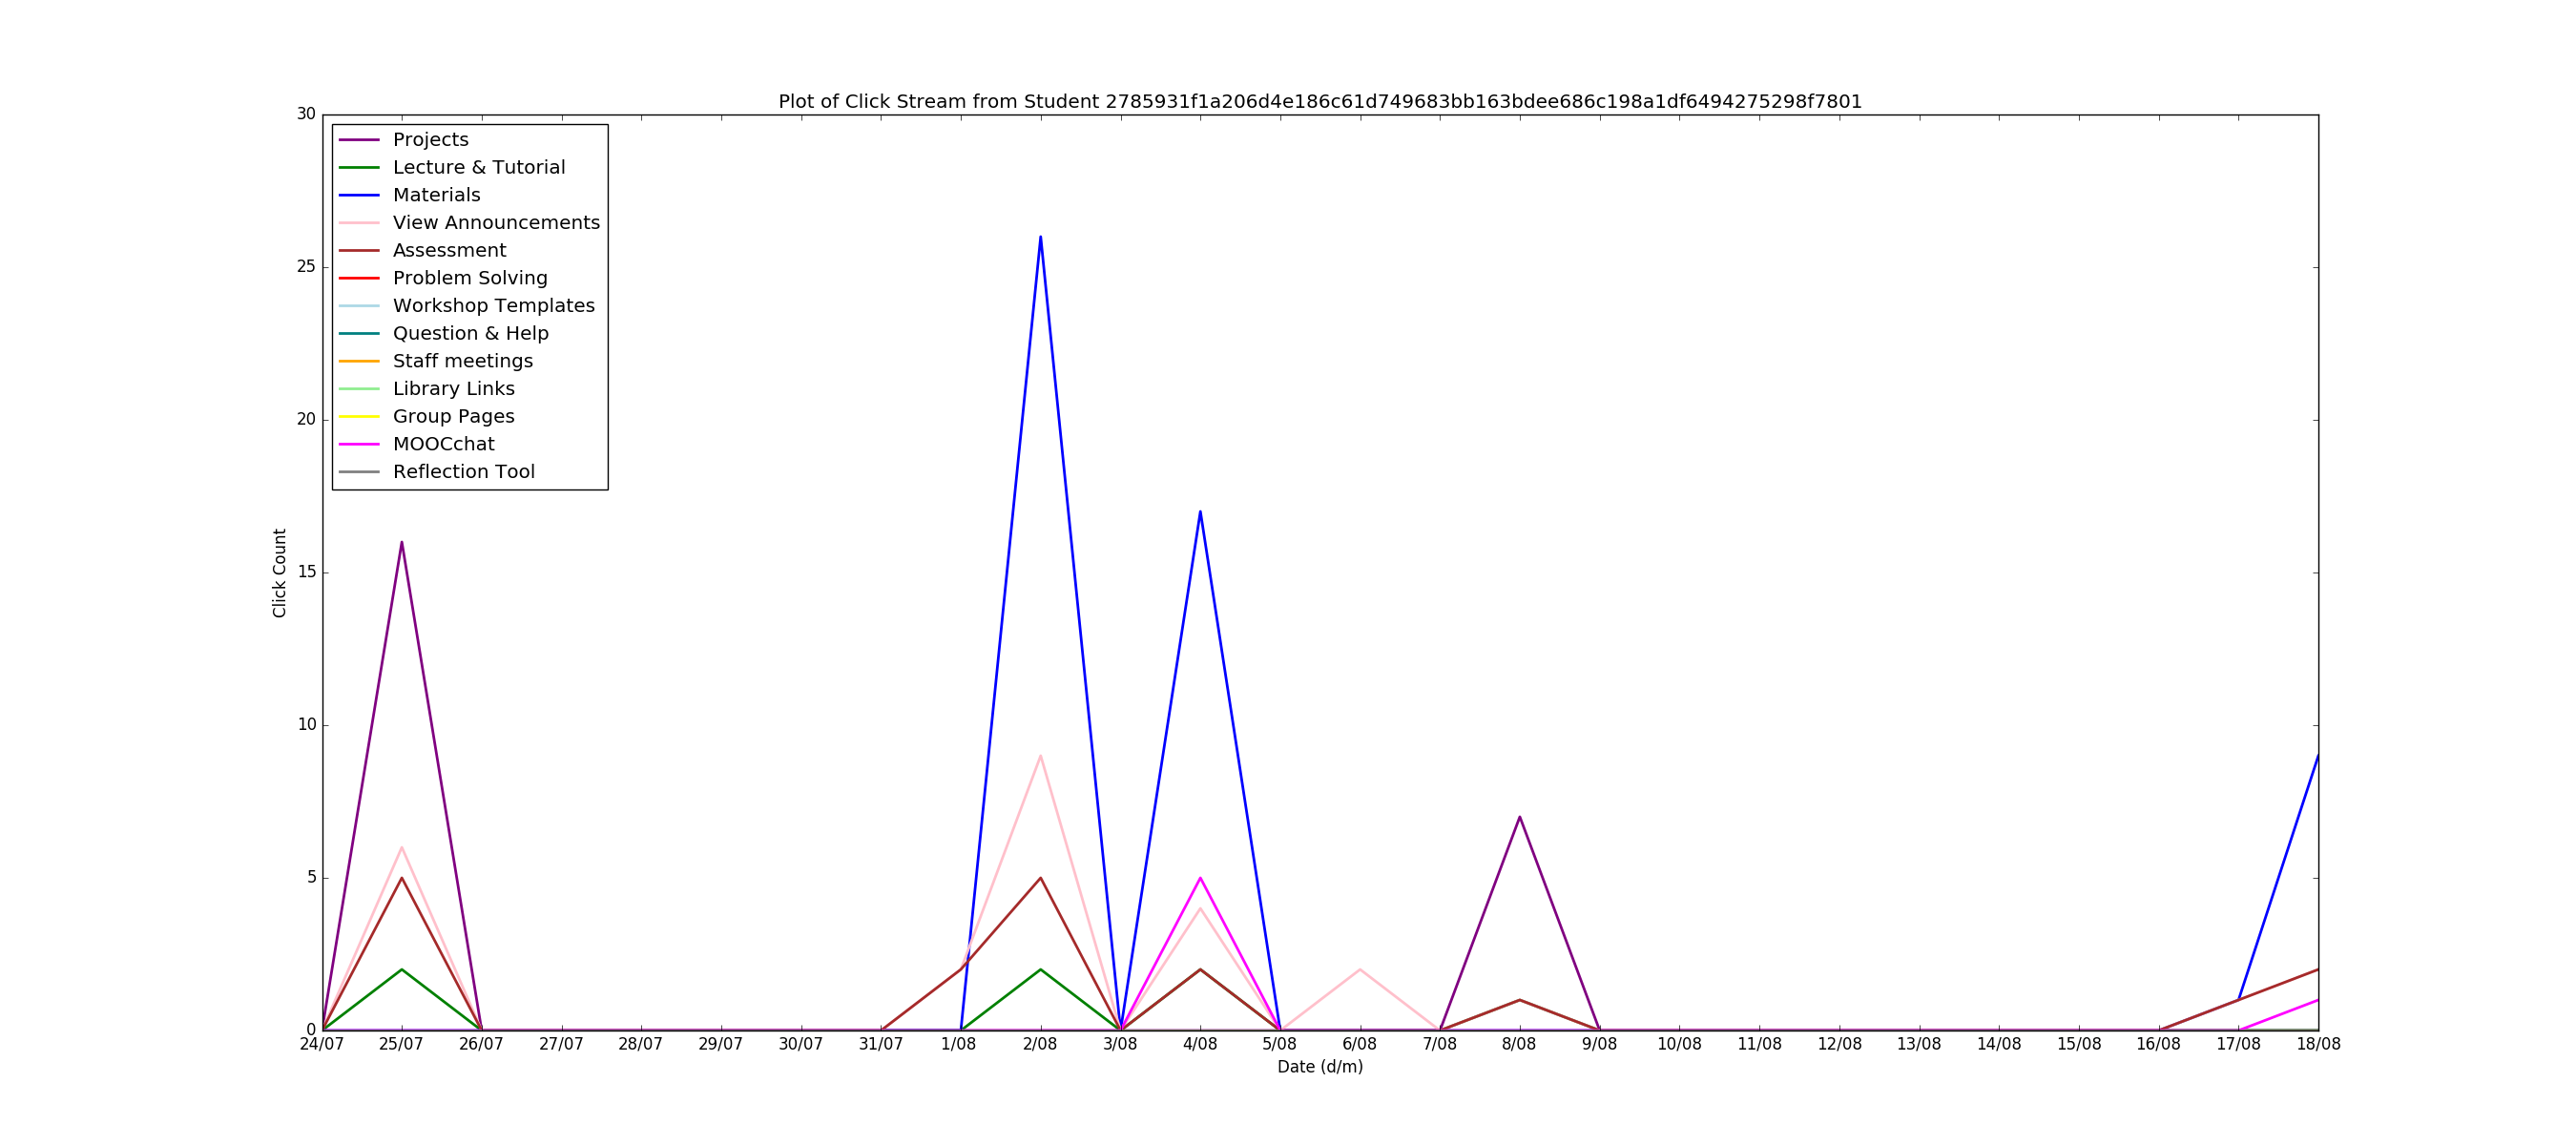 Plot of Click Stream from Student 2785931f1a206d4e186c61d749683bb163bdee686c198a1df6494275298f7801
30
25
20
15
10
5
0
Click Count
Projects
Lecture & Tutorial
Materials
View Announcements
Assessment
Problem Solving
Workshop Templates
Question & Help
Staff meetings
Library Links
Group Pages
MOOCchat
Reflection Tool
24/07 25/07 26/07 27/07 28/07 29/07 30/07 31/07 1/08 2/08 3/08 4/08 5/08 6/08 7/08 8/08 9/08 10/08 11/08 12/08 13/08 14/08 15/08 16/08 17/08 18/08
Date (d/m)